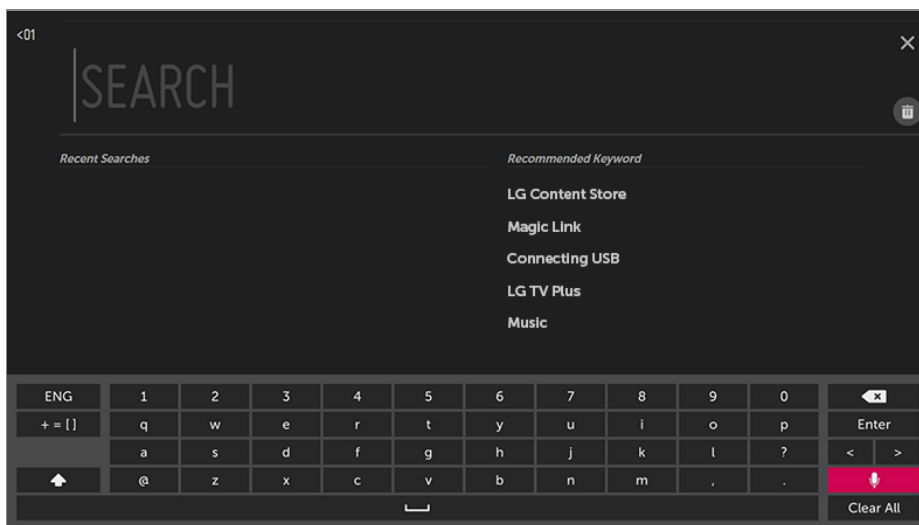 <01
SEARCH
Recent Searches
Recommended Keyword
LG Content Store
Magic Link
Connecting USB
LG TV Plus
Music
ENG 1 2 3 4 5 6 7 8 9 0
+ = [ ] q w e r t y u i o p Enter
a s d f g h j k l ? < >
@ z x c v b n m , .
Clear All